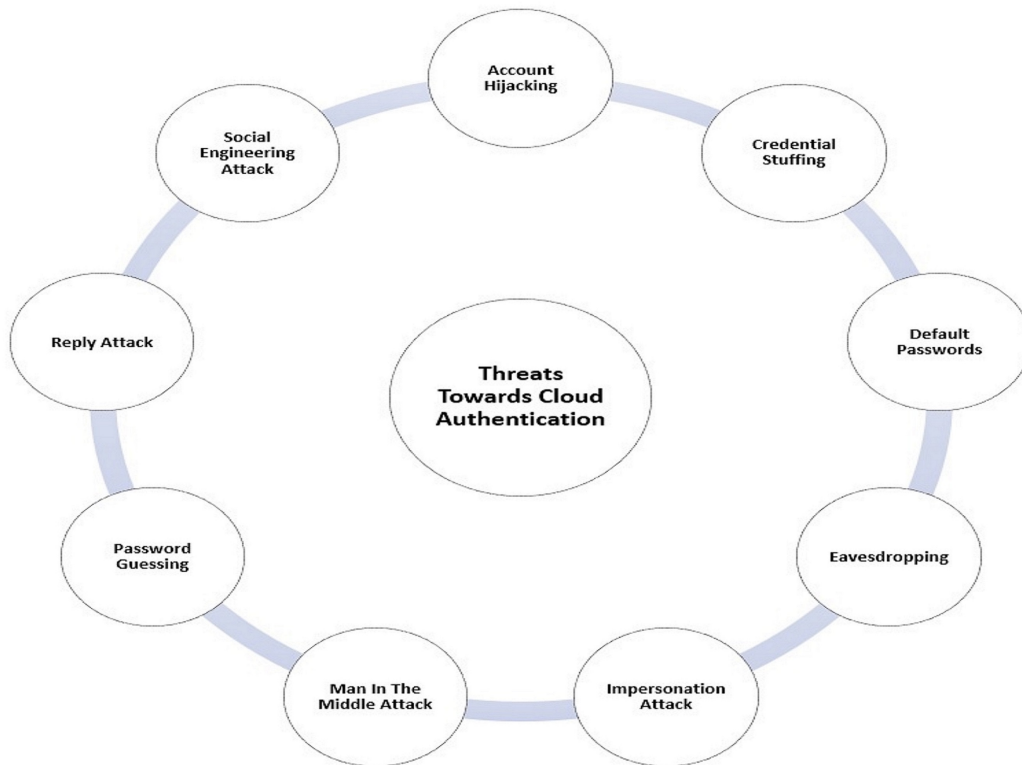 Account
Hijacking
Social
Engineering
Attack
Credential
Stuffing
Reply Attack
Default
Passwords
Threats
Towards Cloud
Authentication
Password
Guessing
Eavesdropping
Man In The
Middle Attack
Impersonation
Attack